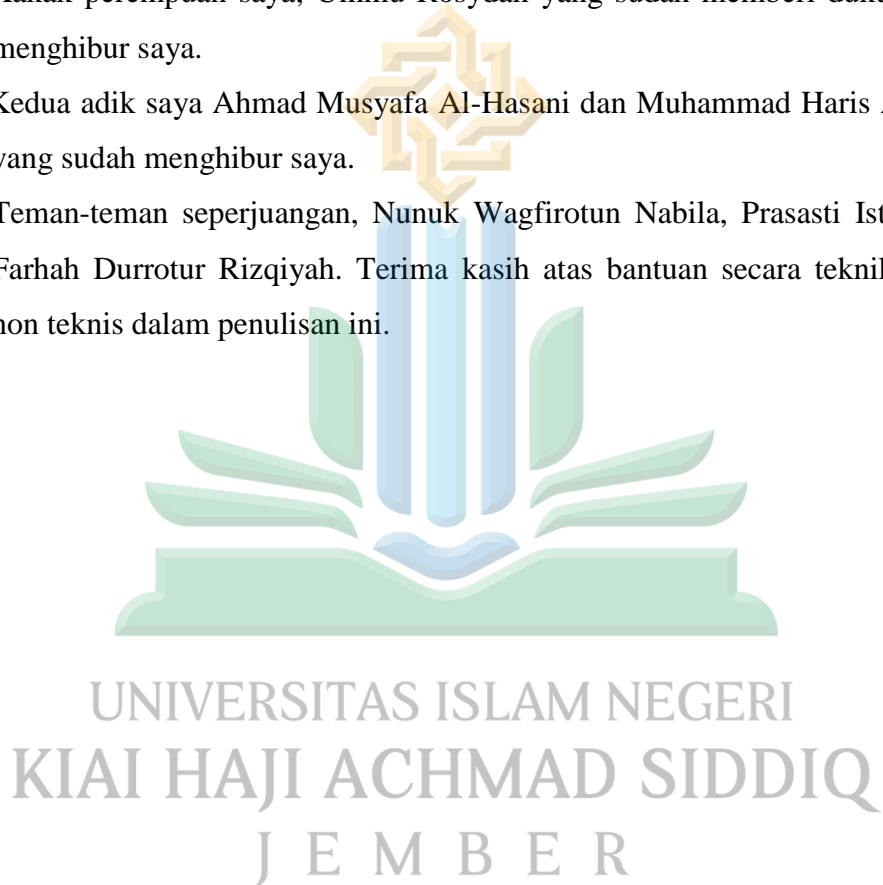 perempuan saya, Ummu Rosydah yang sudah memberi
menghibur saya.
Kedua adik saya Ahmad Musyafa Al-Hasani dan Muhammad Haris
yang sudah menghibur saya.
Teman-teman seperjuangan, Nunuk Wagfirotun Nabila, Prasasti
Farhah Durrotur Rizqiyah. Terima kasih atas bantuan secara
non teknis dalam penulisan ini.
UNIVERSITAS ISLAM NEGERI
KIAI HAJI ACHMAD SIDDIQ
JEMBER